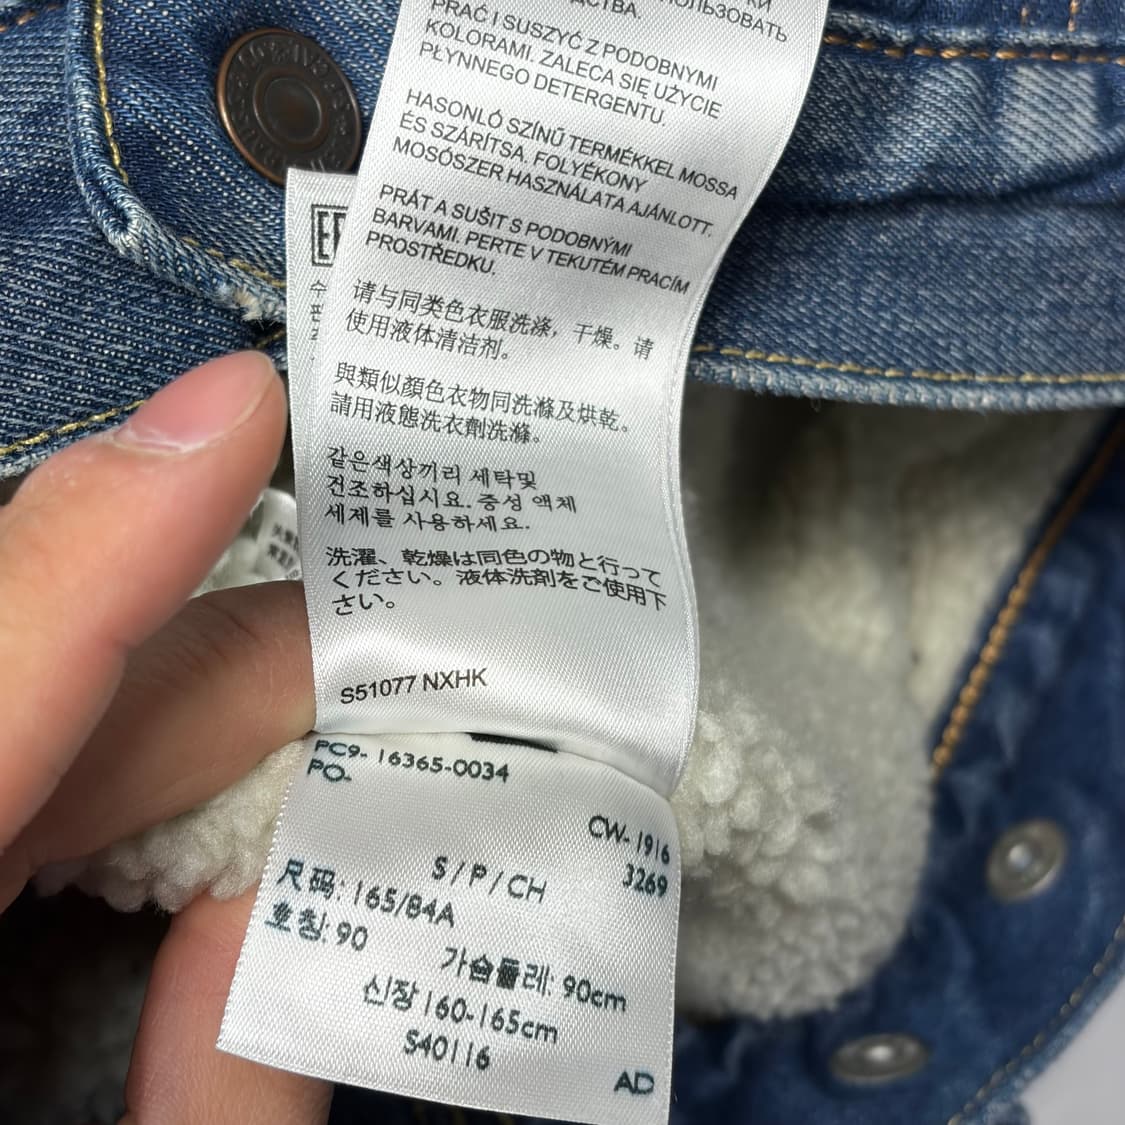 ПОЛЬЗОВАТЬ
PRAĆ I SUSZYĆ Z PODOBNYMI
KOLORAMI. ZALECA SIĘ UŻYCIE
PŁYNNEGO DETERGENTU.
HASONLÓ SZÍNŰ TERMÉKKEL MOSSA
ÉS SZÁRÍTSA, FOLYÉKONY
MOSÓSZER HASZNÁLATA AJÁNLOTT.
PRÁT A SUŠIT S PODOBNÝMI
BARVAMI. PERTE V TEKUTÉM PRACÍM
PROSTŘEDKU.
请与同类色衣服洗涤，干燥。请
使用液体清洁剂。
與類似顏色衣物同洗滌及烘乾。
請用液態洗衣劑洗滌。
같은색상끼리 세탁및
건조하십시요. 중성 액체
세제를 사용하세요.
洗濯、乾燥は同色の物と行って
ください。液体洗剤をご使用下
さい。
S51077 NXHK
PC9- 16365-0034
PO-
CW-1916
3269
S/P/CH
尺码: 165/84A
호칭: 90
가슴둘레: 90cm
신장 160-165cm
S40116
AD